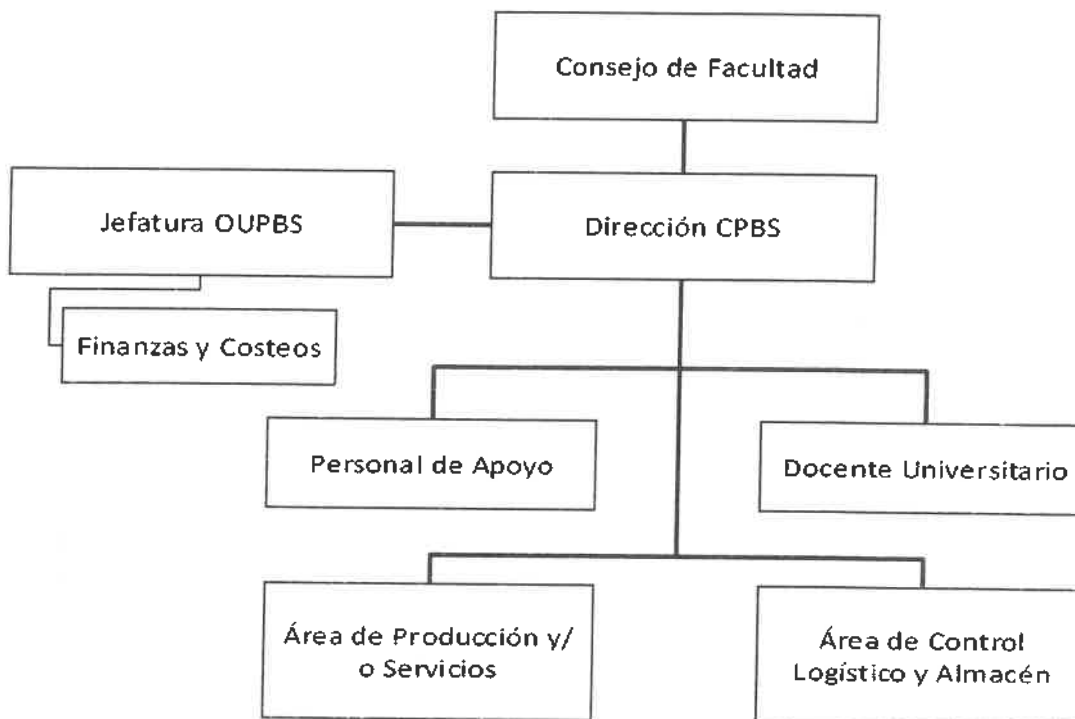 Consejo de Facultad
Jefatura OUPBS
Dirección CPBS
Finanzas y Costeos
Personal de Apoyo
Docente Universitario
Área de Producción y/
o Servicios
Área de Control
Logístico y Almacén